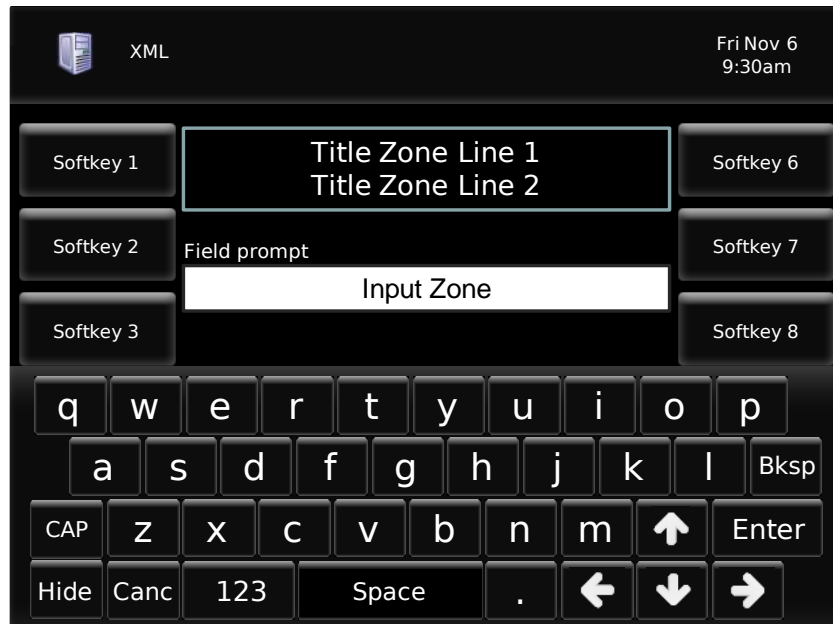 XML
Fri Nov 6
9:30am
Softkey 1
Title Zone Line 1
Title Zone Line 2
Softkey 6
Softkey 2
Field prompt
Softkey 7
Input Zone
Softkey 3
Softkey 8
q w e r t y u i o p
a s d f g h j k l Bksp
CAP z x c v b n m Enter
Hide Canc 123 Space .